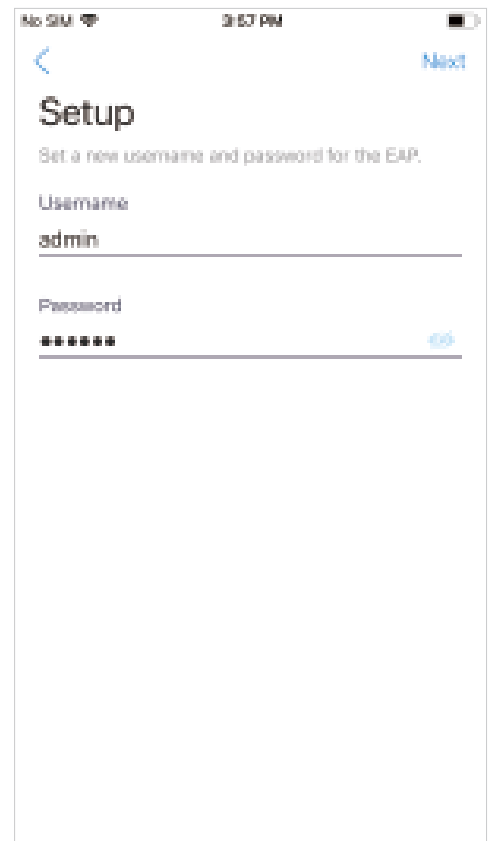 No SIM 3:57 PM
Next
Setup
Set a new username and password for the EAP.
Username
admin
Password
••••••